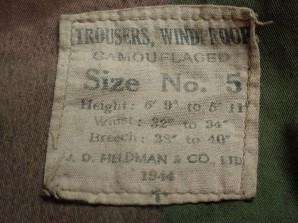 TROUSERS, WINDPROOF
CAMOUFLAGED
Size No. 5
Height: 5' 9" to 5' 11"
Waist: 32" to 34"
Breech: 38" to 40"
J. D. FELDMAN & CO., LTD
1944